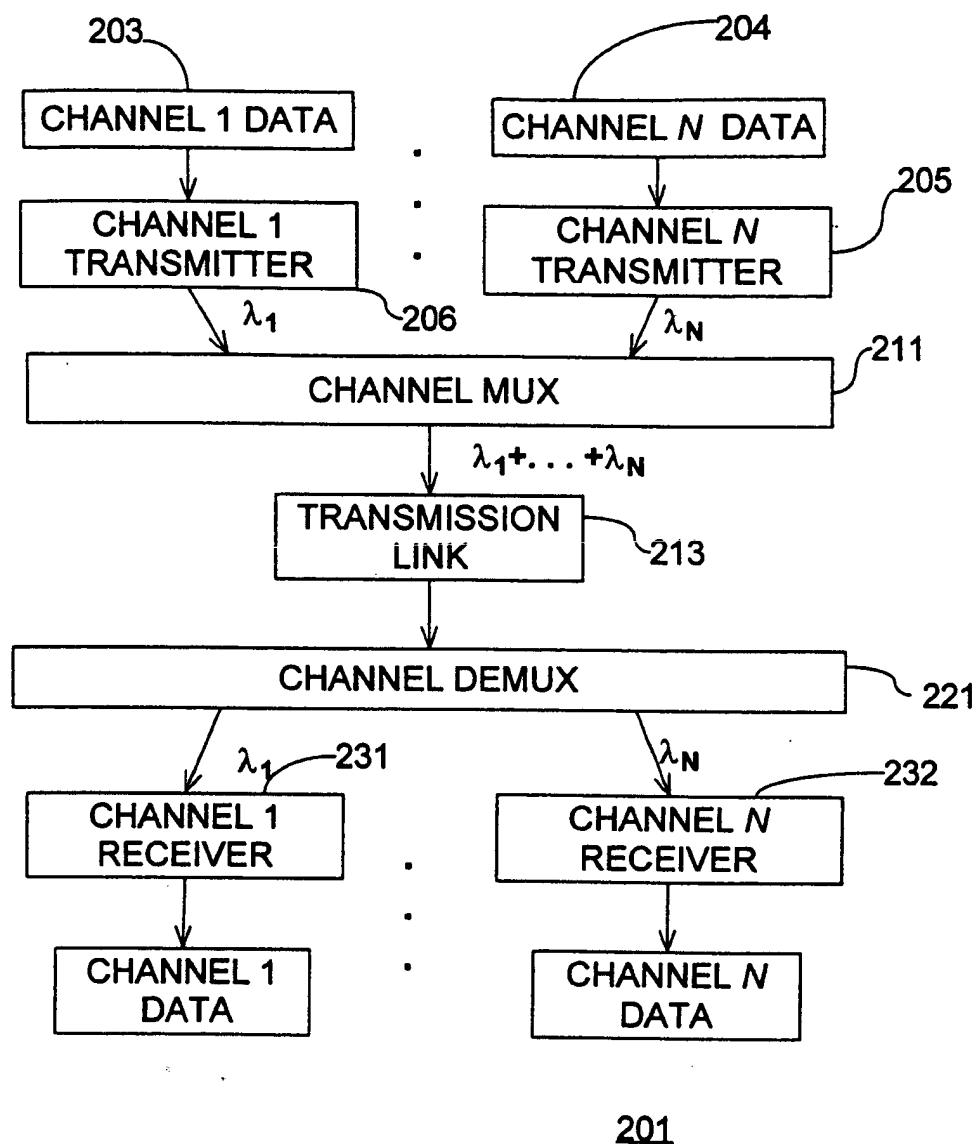 203
204
CHANNEL 1 DATA
CHANNEL N DATA
205
CHANNEL 1
TRANSMITTER
CHANNEL N
TRANSMITTER
λ1
206
λN
211
CHANNEL MUX
λ1+. . . +λN
TRANSMISSION
LINK
213
CHANNEL DEMUX
221
λ1
231
λN
232
CHANNEL 1
RECEIVER
CHANNEL N
RECEIVER
CHANNEL 1
DATA
CHANNEL N
DATA
201